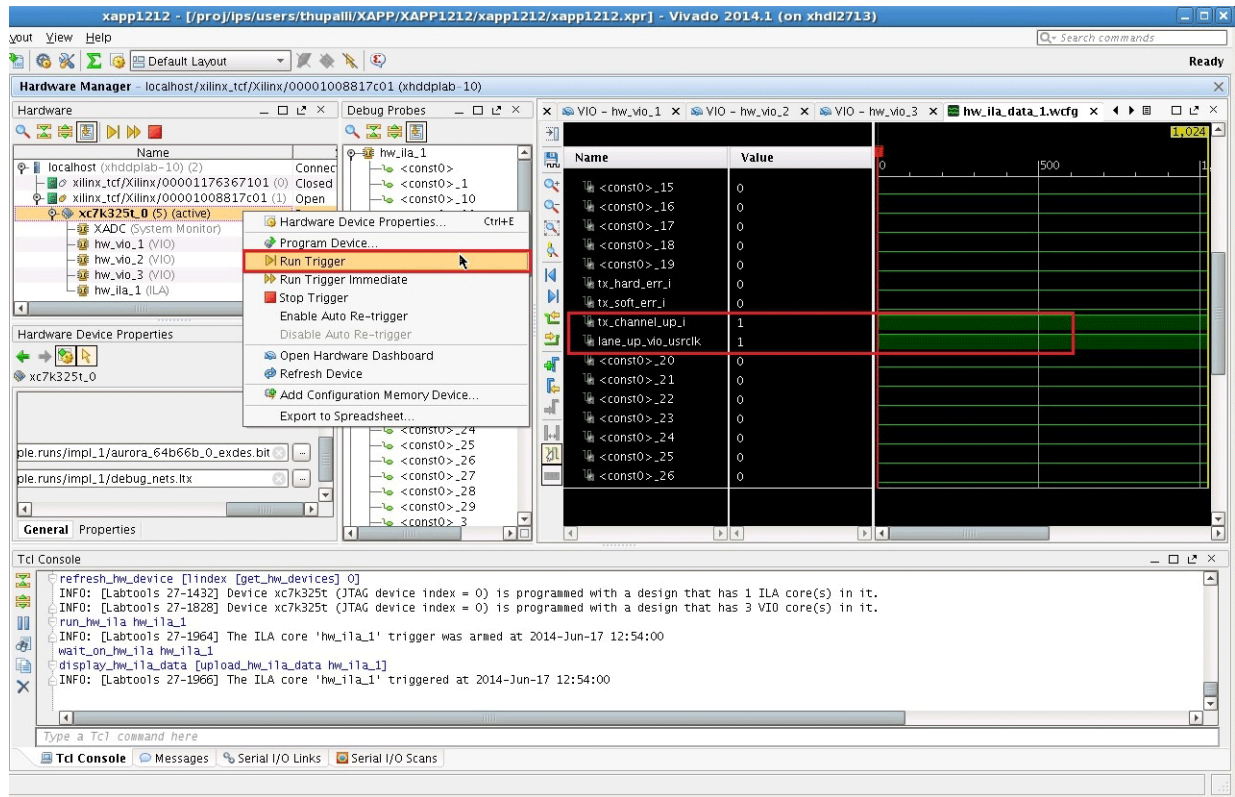 xapp1212 - [/proj/ips/users/thupalli/XAPP/XAPP1212/xapp1212/xapp1212.xpr] - Vivado 2014.1 (on xhdl2713)
yout View Help
Search commands
Default Layout
Ready
Hardware Manager - localhost/xilinx_tcf/Xilinx/00001008817c01 (xhddplab-10)
Hardware
Name
localhost (xhddplab-10) (2) Connec
xilinx_tcf/Xilinx/00001176367101 (0) Closed
xilinx_tcf/Xilinx/00001008817c01 (1) Open
xc7k325t_0 (5) (active)
XADC (System Monitor)
hw_vio_1 (VIO)
hw_vio_2 (VIO)
hw_vio_3 (VIO)
hw_ila_1 (ILA)
Hardware Device Properties... Ctrl+E
Program Device...
Run Trigger
Run Trigger Immediate
Stop Trigger
Enable Auto Re-trigger
Disable Auto Re-trigger
Open Hardware Dashboard
Refresh Device
Add Configuration Memory Device...
Export to Spreadsheet...
Hardware Device Properties
xc7k325t_0
ple.runs/impl_1/aurora_64b66b_0_exdes.bit
ple.runs/impl_1/debug_nets.ltx
General Properties
Debug Probes
hw_ila_1
<const0>
<const0>_1
<const0>_10
<const0>_24
<const0>_25
<const0>_26
<const0>_27
<const0>_28
<const0>_29
<const0>_3
VIO - hw_vio_1 VIO - hw_vio_2 VIO - hw_vio_3 hw_ila_data_1.wcfg
1,024
Name Value
0 500 1,
<const0>_15 0
<const0>_16 0
<const0>_17 0
<const0>_18 0
<const0>_19 0
tx_hard_err_i 0
tx_soft_err_i 0
tx_channel_up_i 1
lane_up_vio_usrclk 1
<const0>_20 0
<const0>_21 0
<const0>_22 0
<const0>_23 0
<const0>_24 0
<const0>_25 0
<const0>_26 0
Tcl Console
refresh_hw_device [lindex [get_hw_devices] 0]
INFO: [Labtools 27-1432] Device xc7k325t (JTAG device index = 0) is programmed with a design that has 1 ILA core(s) in it.
INFO: [Labtools 27-1828] Device xc7k325t (JTAG device index = 0) is programmed with a design that has 3 VIO core(s) in it.
run_hw_ila hw_ila_1
INFO: [Labtools 27-1964] The ILA core 'hw_ila_1' trigger was armed at 2014-Jun-17 12:54:00
wait_on_hw_ila hw_ila_1
display_hw_ila_data [upload_hw_ila_data hw_ila_1]
INFO: [Labtools 27-1966] The ILA core 'hw_ila_1' triggered at 2014-Jun-17 12:54:00
Type a Tcl command here
Tcl Console Messages Serial I/O Links Serial I/O Scans